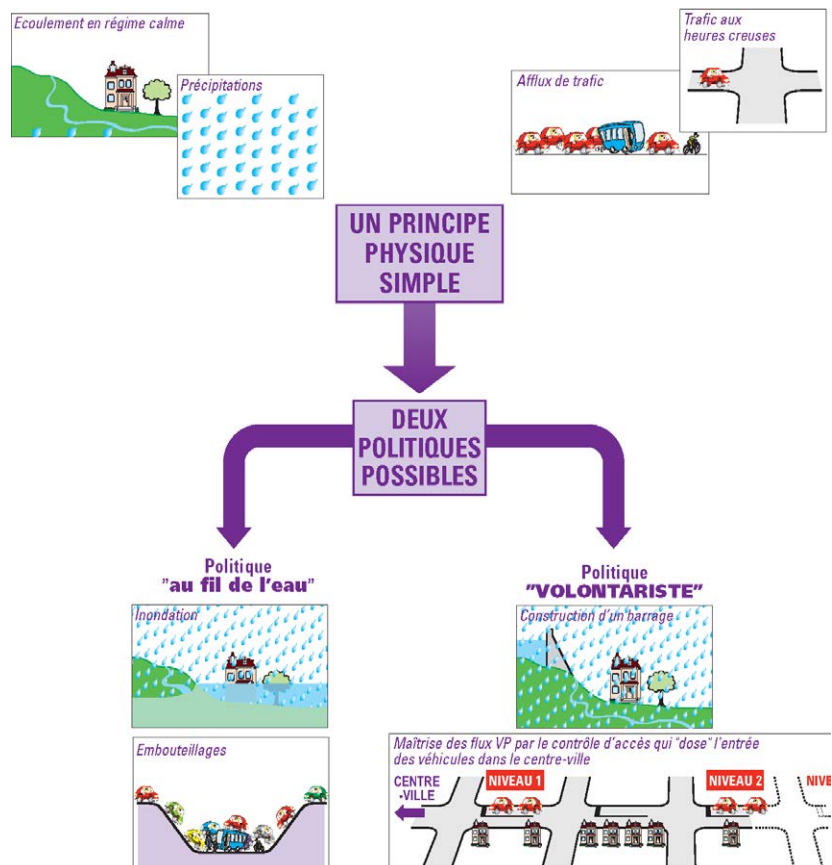 Ecoulement en régime calme
Précipitations
Trafic aux
heures creuses
Afflux de trafic
UN PRINCIPE
PHYSIQUE
SIMPLE
DEUX
POLITIQUES
POSSIBLES
Politique
"au fil de l'eau"
Inondation
Embouteillages
Politique
"VOLONTARISTE"
Construction d'un barrage
Maîtrise des flux VP par le contrôle d'accès qui "dose" l'entrée
des véhicules dans le centre-ville
CENTRE
-VILLE
NIVEAU 1
NIVEAU 2
NIVE